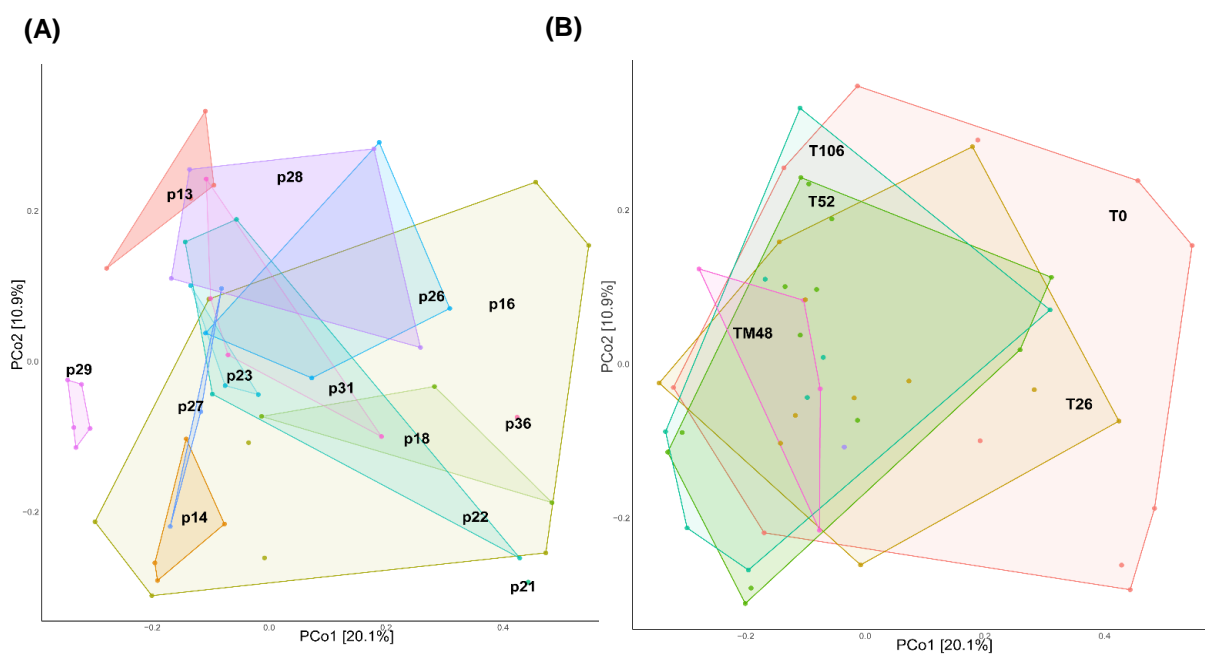 (A)
(B)
PCo2 [10.9%]
0.2
0.0
−0.2
p13
p28
p26
p16
p29
p23
p31
p27
p18
p36
p14
p22
p21
−0.2
0.0
0.2
0.4
PCo1 [20.1%]
PCo2 [10.9%]
0.2
0.0
−0.2
T106
T52
T0
TM48
T26
−0.2
0.0
0.2
0.4
PCo1 [20.1%]